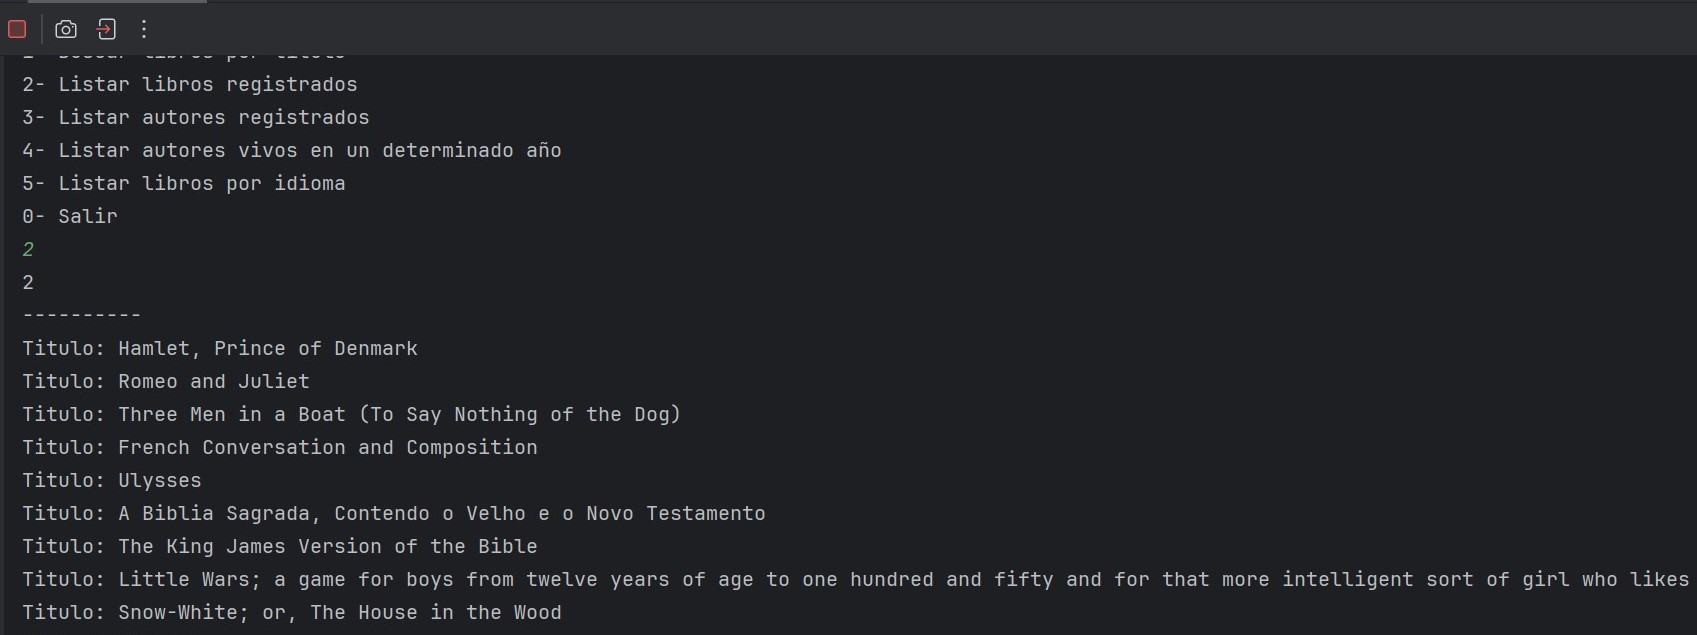 1- Buscar libros por titulo
2- Listar libros registrados
3- Listar autores registrados
4- Listar autores vivos en un determinado año
5- Listar libros por idioma
0- Salir
2
2
----------
Titulo: Hamlet, Prince of Denmark
Titulo: Romeo and Juliet
Titulo: Three Men in a Boat (To Say Nothing of the Dog)
Titulo: French Conversation and Composition
Titulo: Ulysses
Titulo: A Biblia Sagrada, Contendo o Velho e o Novo Testamento
Titulo: The King James Version of the Bible
Titulo: Little Wars; a game for boys from twelve years of age to one hundred and fifty and for that more intelligent sort of girl who likes
Titulo: Snow-White; or, The House in the Wood